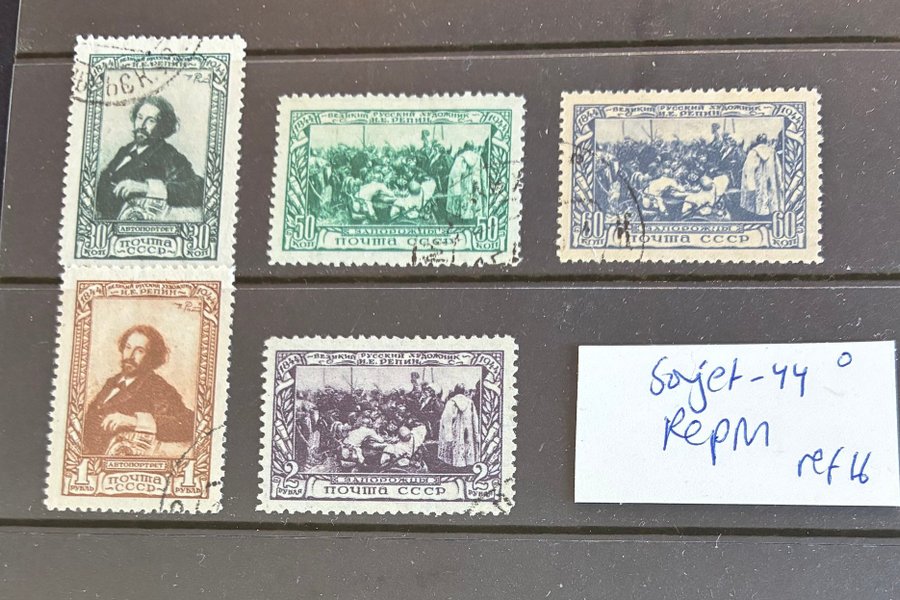 1844 ВЕЛИКИЙ РУССКИЙ ХУДОЖНИК 1944
И.Е. РЕПИН
АВТОПОРТРЕТ
30 ПОЧТА 30
КОП СССР КОП
1844 ВЕЛИКИЙ РУССКИЙ ХУДОЖНИК 1944
И.Е. РЕПИН
50 ЗАПОРОЖЦЫ 50
КОП ПОЧТА СССР КОП
1844 ВЕЛИКИЙ РУССКИЙ ХУДОЖНИК 1944
И.Е. РЕПИН
60 ЗАПОРОЖЦЫ 60
КОП ПОЧТА СССР КОП
1844 ВЕЛИКИЙ РУССКИЙ ХУДОЖНИК 1944
И.Е. РЕПИН
АВТОПОРТРЕТ
1 ПОЧТА 1
РУБЛЬ СССР РУБЛЬ
1844 ВЕЛИКИЙ РУССКИЙ ХУДОЖНИК 1944
И.Е. РЕПИН
2 ЗАПОРОЖЦЫ 2
РУБЛЯ ПОЧТА СССР РУБЛЯ
Sovjet-44 o
Repin
ref 16